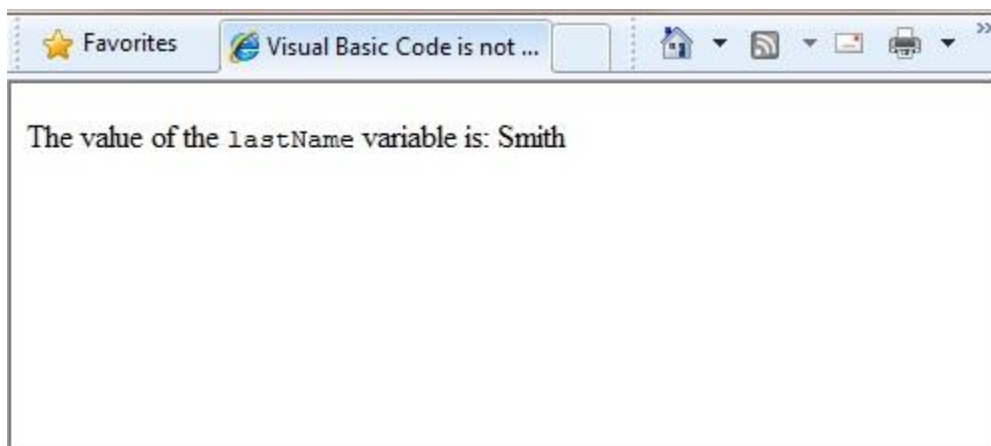 Favorites
Visual Basic Code is not ...
The value of the lastName variable is: Smith